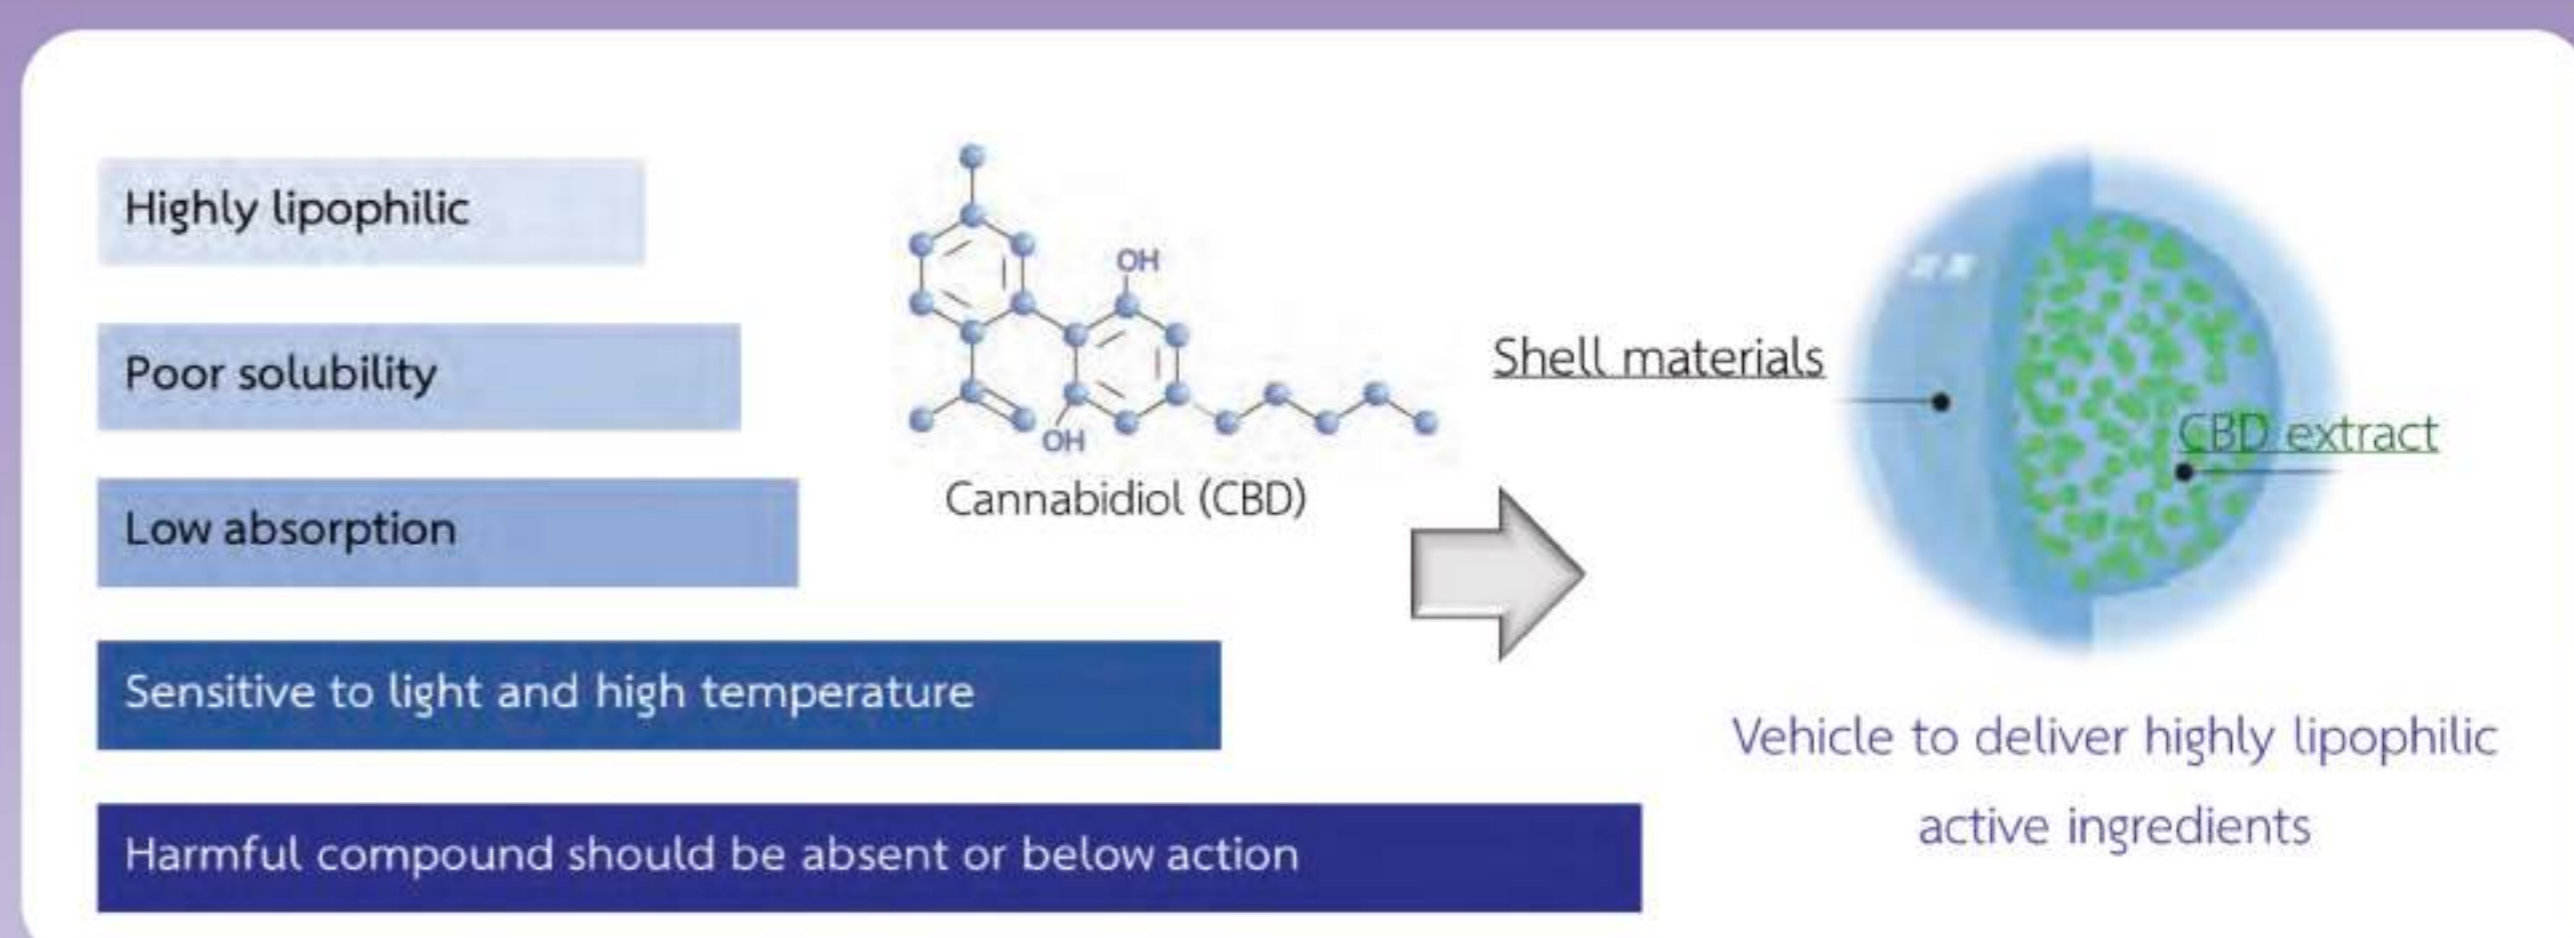 Highly lipophilic
Poor solubility
Low absorption
Sensitive to light and high temperature
Harmful compound should be absent or below action
OH
OH
Cannabidiol (CBD)
Shell materials
CBD extract
Vehicle to deliver highly lipophilic
active ingredients